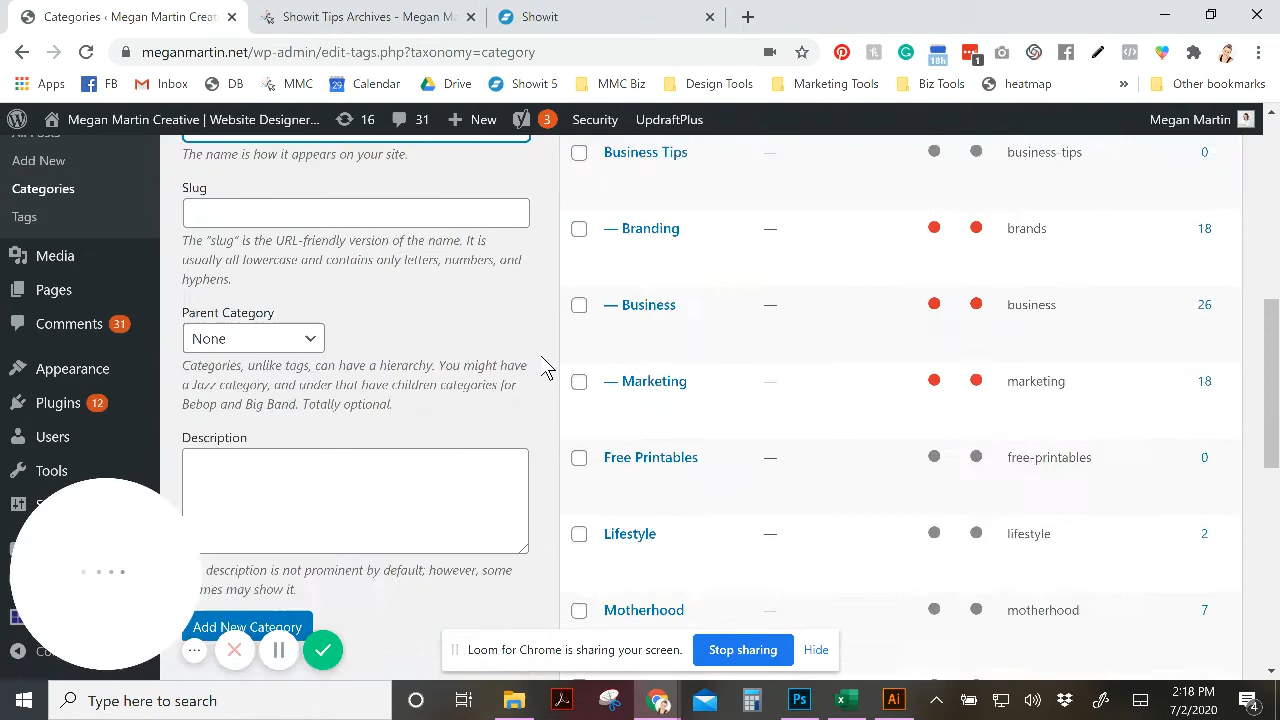 Categories ‹ Megan Martin Creat
Showit Tips Archives - Megan M
Showit
meganmartin.net/wp-admin/edit-tags.php?taxonomy=category
18h
1
Apps
FB
Inbox
DB
MMC
29
Calendar
Drive
Showit 5
MMC Biz
Design Tools
Marketing Tools
Biz Tools
heatmap
»
Other bookmarks
Megan Martin Creative | Website Designer...
16
31
New
3
Security
UpdraftPlus
Megan Martin
Add New
Categories
Tags
Media
Pages
Comments 31
Appearance
Plugins 12
Users
Tools
The name is how it appears on your site.
Slug
The "slug" is the URL-friendly version of the name. It is
usually all lowercase and contains only letters, numbers, and
hyphens.
Parent Category
None
Categories, unlike tags, can have a hierarchy. You might have
a Jazz category, and under that have children categories for
Bebop and Big Band. Totally optional.
Description
description is not prominent by default; however, some
may show it.
Add New Category
Business Tips — business-tips 0
— Branding — brands 18
— Business — business 26
— Marketing — marketing 18
Free Printables — free-printables 0
Lifestyle — lifestyle 2
Motherhood — motherhood 7
Loom for Chrome is sharing your screen.
Stop sharing
Hide
Type here to search
Ps
Ai
2:18 PM
7/2/2020
4